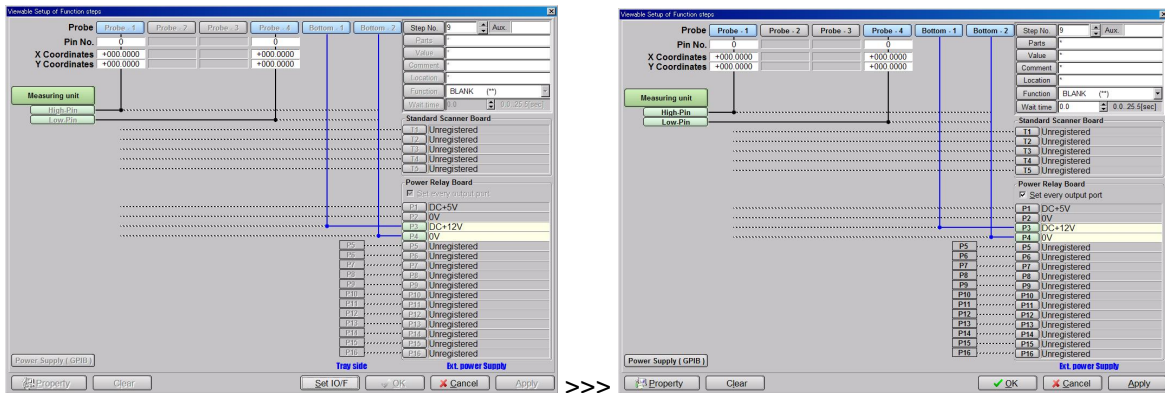 Viewable Setup of Function steps
Probe Probe - 1 Probe - 2 Probe - 3 Probe - 4 Bottom - 1 Bottom - 2 Step No. 9 Aux.
Pin No. 0 0 Parts *
X Coordinates +000.0000 +000.0000 Value *
Y Coordinates +000.0000 +000.0000 Comment *
Location *
Measuring unit Function BLANK (**)
High-Pin Wait time 0.0 0.0..25.5[sec]
Low-Pin
Standard Scanner Board
T1 Unregistered
T2 Unregistered
T3 Unregistered
T4 Unregistered
T5 Unregistered
Power Relay Board
Set every output port
P1 DC+5V
P2 0V
P3 DC+12V
P4 0V
P5 P5 Unregistered
P6 P6 Unregistered
P7 P7 Unregistered
P8 P8 Unregistered
P9 P9 Unregistered
P10 P10 Unregistered
P11 P11 Unregistered
P12 P12 Unregistered
P13 P13 Unregistered
P14 P14 Unregistered
P15 P15 Unregistered
P16 P16 Unregistered
Power Supply ( GPIB )
Tray side Ext. power Supply
Property Clear Set IO/F OK Cancel Apply
>>>
Viewable Setup of Function steps
Probe Probe - 1 Probe - 2 Probe - 3 Probe - 4 Bottom - 1 Bottom - 2 Step No. 9 Aux.
Pin No. 0 0 Parts *
X Coordinates +000.0000 +000.0000 Value *
Y Coordinates +000.0000 +000.0000 Comment *
Location *
Measuring unit Function BLANK (**)
High-Pin Wait time 0.0 0.0..25.5[sec]
Low-Pin
Standard Scanner Board
T1 Unregistered
T2 Unregistered
T3 Unregistered
T4 Unregistered
T5 Unregistered
Power Relay Board
Set every output port
P1 DC+5V
P2 0V
P3 DC+12V
P4 0V
P5 P5 Unregistered
P6 P6 Unregistered
P7 P7 Unregistered
P8 P8 Unregistered
P9 P9 Unregistered
P10 P10 Unregistered
P11 P11 Unregistered
P12 P12 Unregistered
P13 P13 Unregistered
P14 P14 Unregistered
P15 P15 Unregistered
P16 P16 Unregistered
Power Supply ( GPIB )
Ext. power Supply
Property Clear OK Cancel Apply